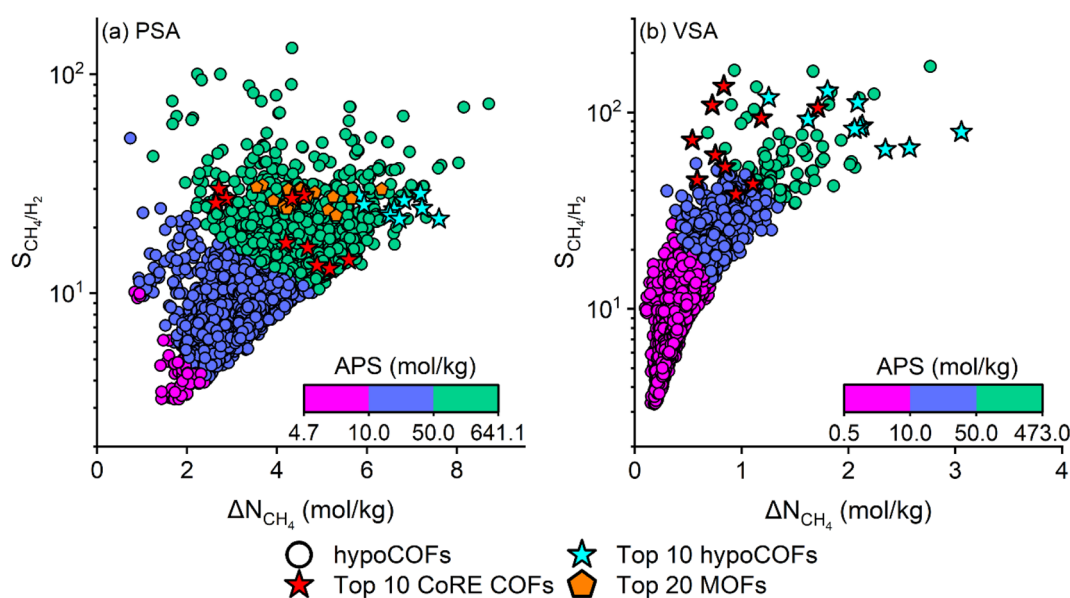 (a) PSA
(b) VSA
S_CH4/H2
10²
10¹
S_CH4/H2
10²
10¹
APS (mol/kg)
4.7 10.0 50.0 641.1
APS (mol/kg)
0.5 10.0 50.0 473.0
0 2 4 6 8
0 1 2 3 4
ΔN_CH4 (mol/kg)
ΔN_CH4 (mol/kg)
hypoCOFs
Top 10 hypoCOFs
Top 10 CoRE COFs
Top 20 MOFs